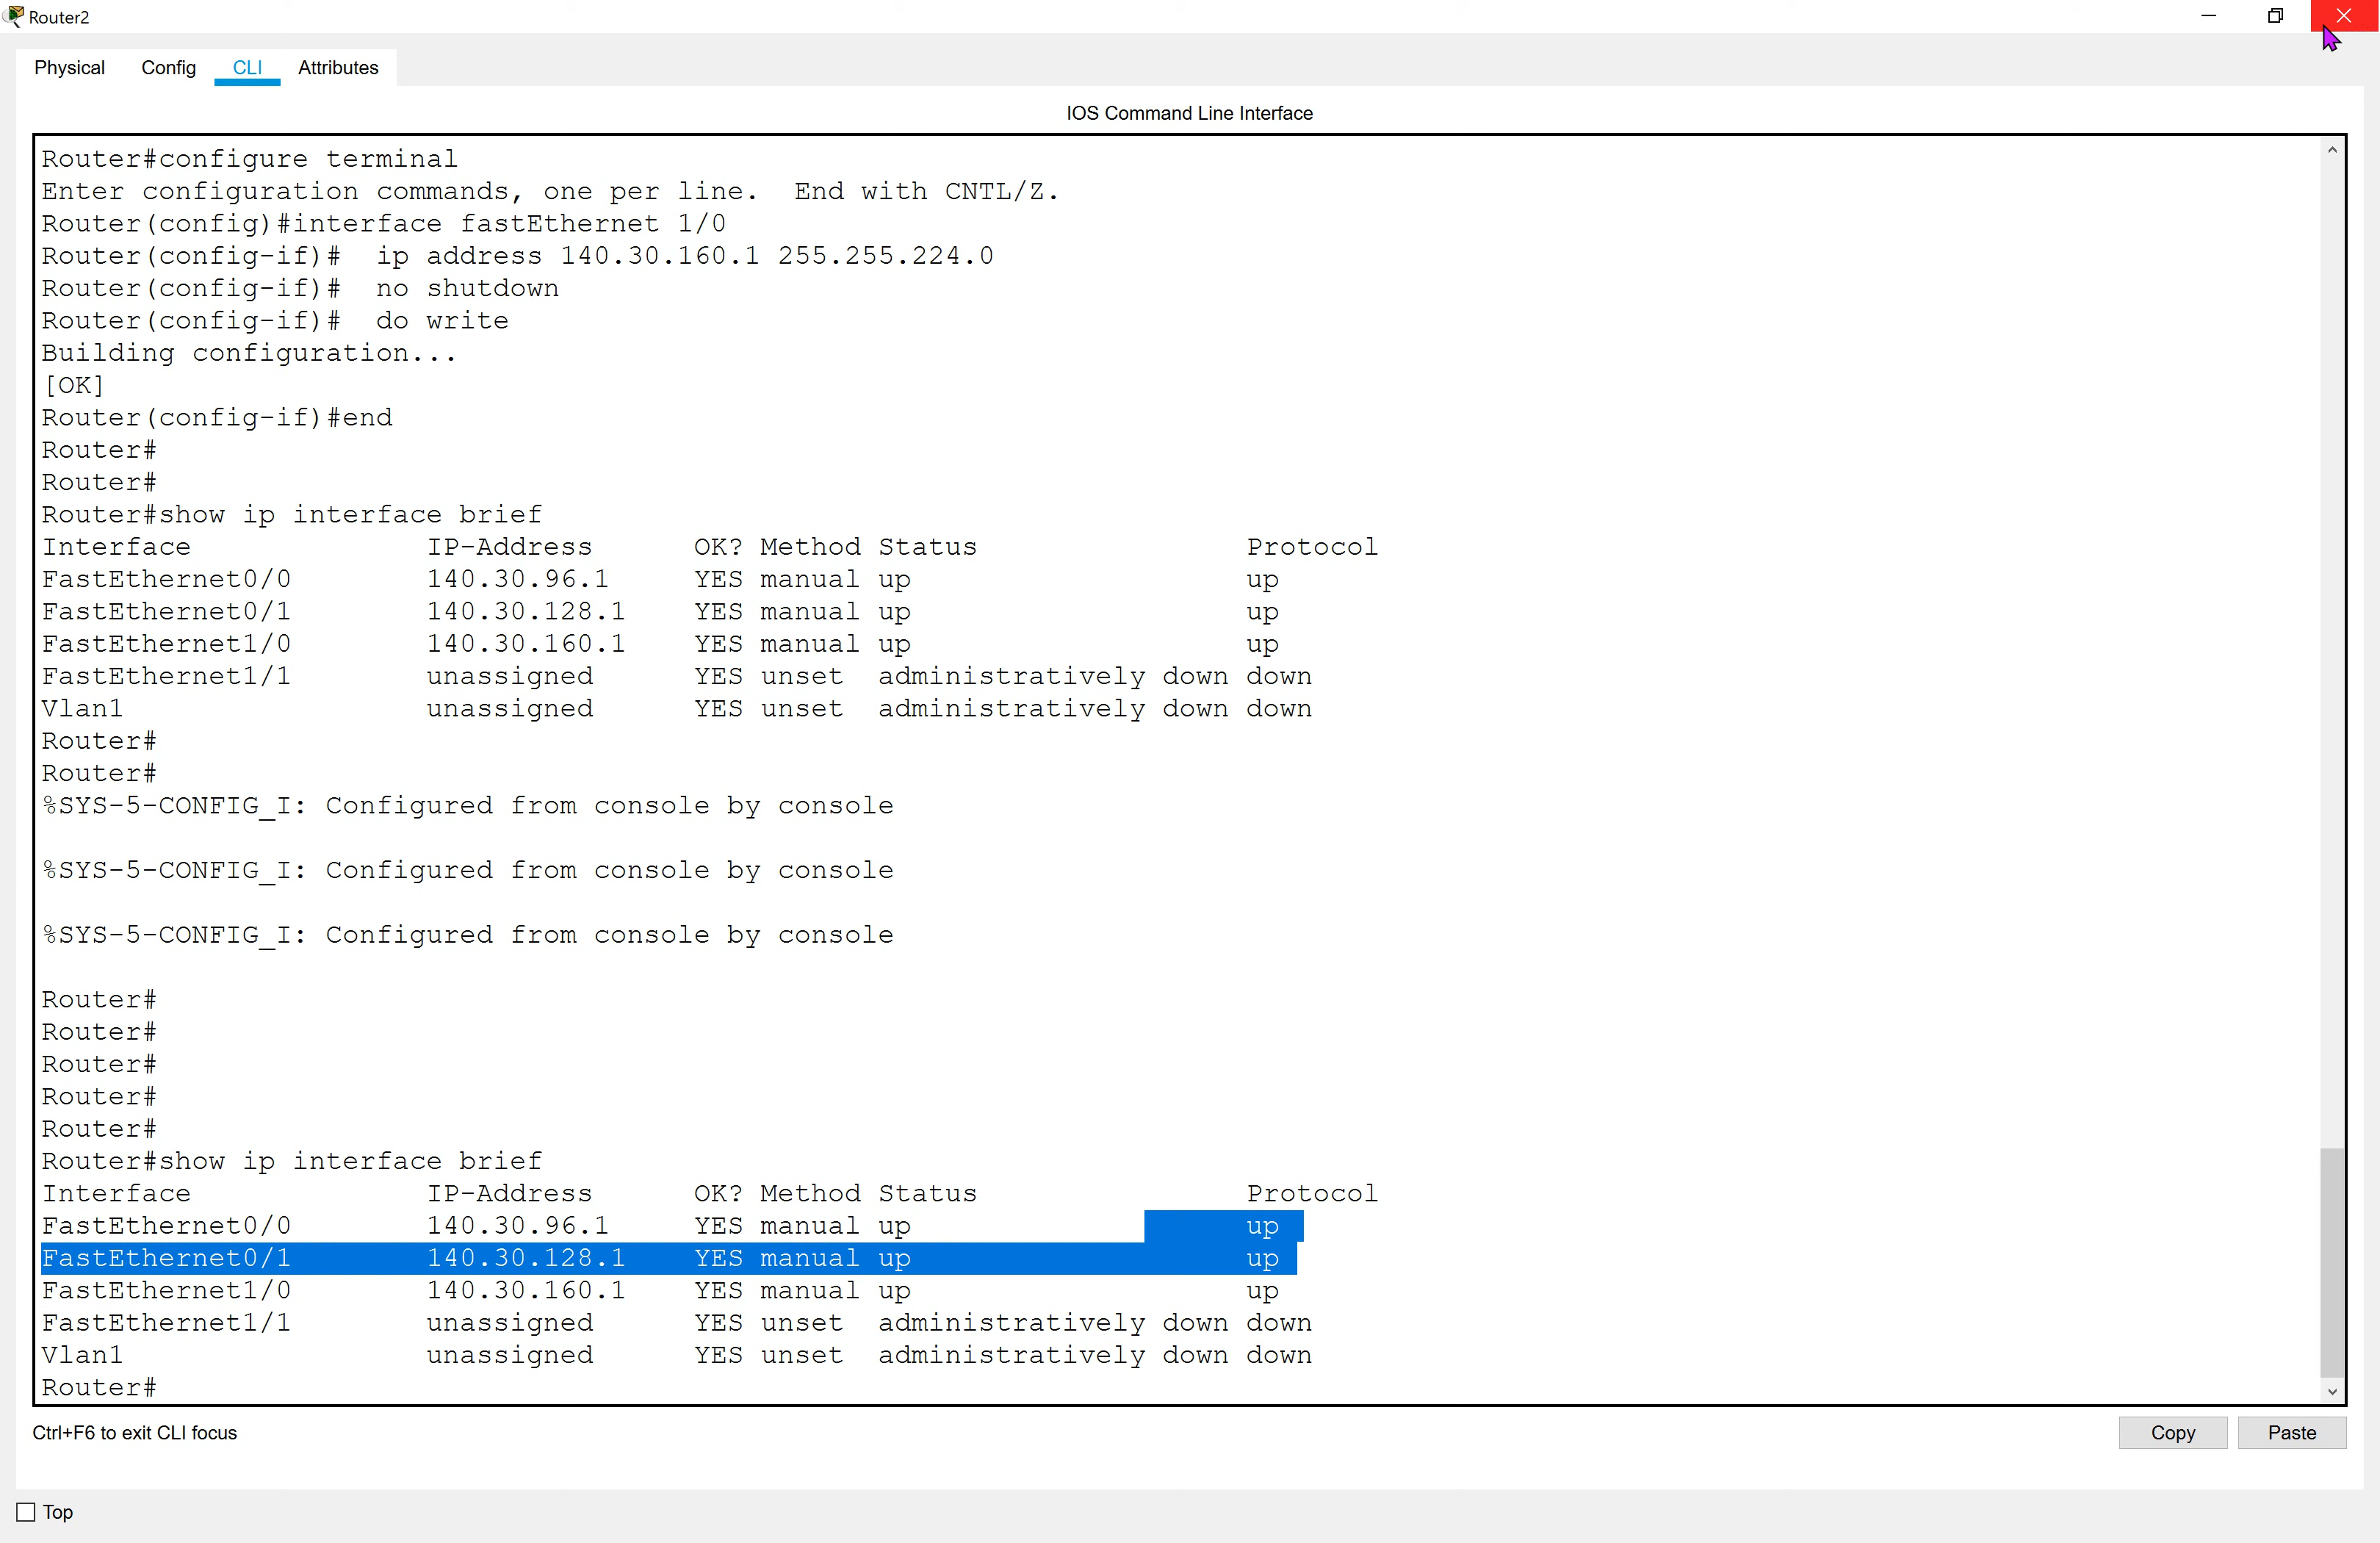 Router2
Physical Config CLI Attributes
IOS Command Line Interface
Router#configure terminal
Enter configuration commands, one per line.  End with CNTL/Z.
Router(config)#interface fastEthernet 1/0
Router(config-if)#  ip address 140.30.160.1 255.255.224.0
Router(config-if)#  no shutdown
Router(config-if)#  do write
Building configuration...
[OK]
Router(config-if)#end
Router#
Router#
Router#show ip interface brief
Interface              IP-Address      OK? Method Status                Protocol
FastEthernet0/0        140.30.96.1     YES manual up                    up
FastEthernet0/1        140.30.128.1    YES manual up                    up
FastEthernet1/0        140.30.160.1    YES manual up                    up
FastEthernet1/1        unassigned      YES unset  administratively down down
Vlan1                  unassigned      YES unset  administratively down down
Router#
Router#
%SYS-5-CONFIG_I: Configured from console by console
%SYS-5-CONFIG_I: Configured from console by console
%SYS-5-CONFIG_I: Configured from console by console
Router#
Router#
Router#
Router#
Router#
Router#show ip interface brief
Interface              IP-Address      OK? Method Status                Protocol
FastEthernet0/0        140.30.96.1     YES manual up                    up
FastEthernet0/1        140.30.128.1    YES manual up                    up
FastEthernet1/0        140.30.160.1    YES manual up                    up
FastEthernet1/1        unassigned      YES unset  administratively down down
Vlan1                  unassigned      YES unset  administratively down down
Router#
Ctrl+F6 to exit CLI focus
Copy Paste
Top